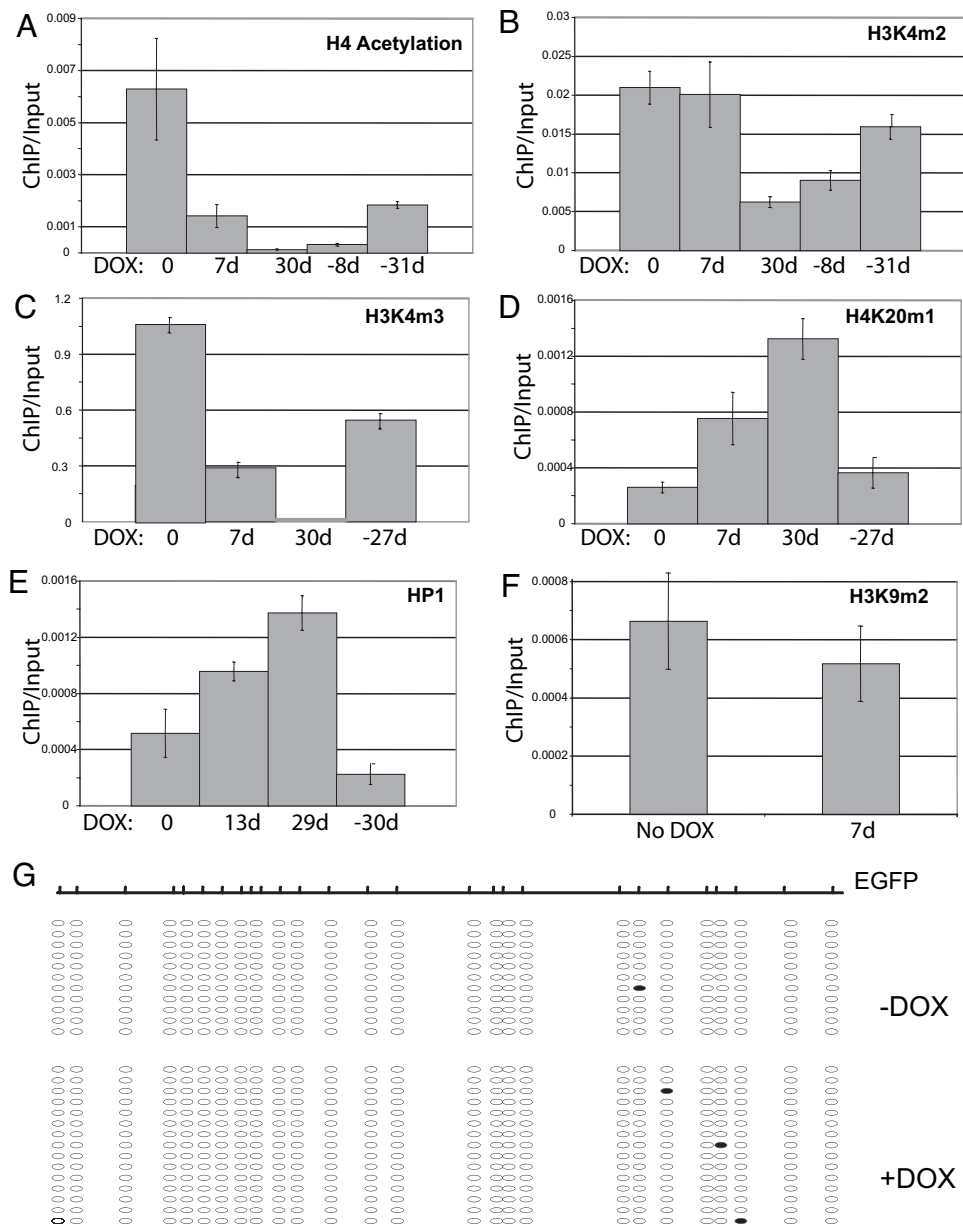 A
H4 Acetylation
ChIP/Input
0.009
0.007
0.005
0.003
0.001
0
DOX: 0 7d 30d -8d -31d
B
H3K4m2
ChIP/Input
0.03
0.025
0.02
0.015
0.01
0.005
0
DOX: 0 7d 30d -8d -31d
C
H3K4m3
ChIP/Input
1.2
0.9
0.6
0.3
0
DOX: 0 7d 30d -27d
D
H4K20m1
ChIP/Input
0.0016
0.0012
0.0008
0.0004
0
DOX: 0 7d 30d -27d
E
HP1
ChIP/Input
0.0016
0.0012
0.0008
0.0004
0
DOX: 0 13d 29d -30d
F
H3K9m2
ChIP/Input
0.0008
0.0006
0.0004
0.0002
0
No DOX 7d
G
EGFP
-DOX
+DOX